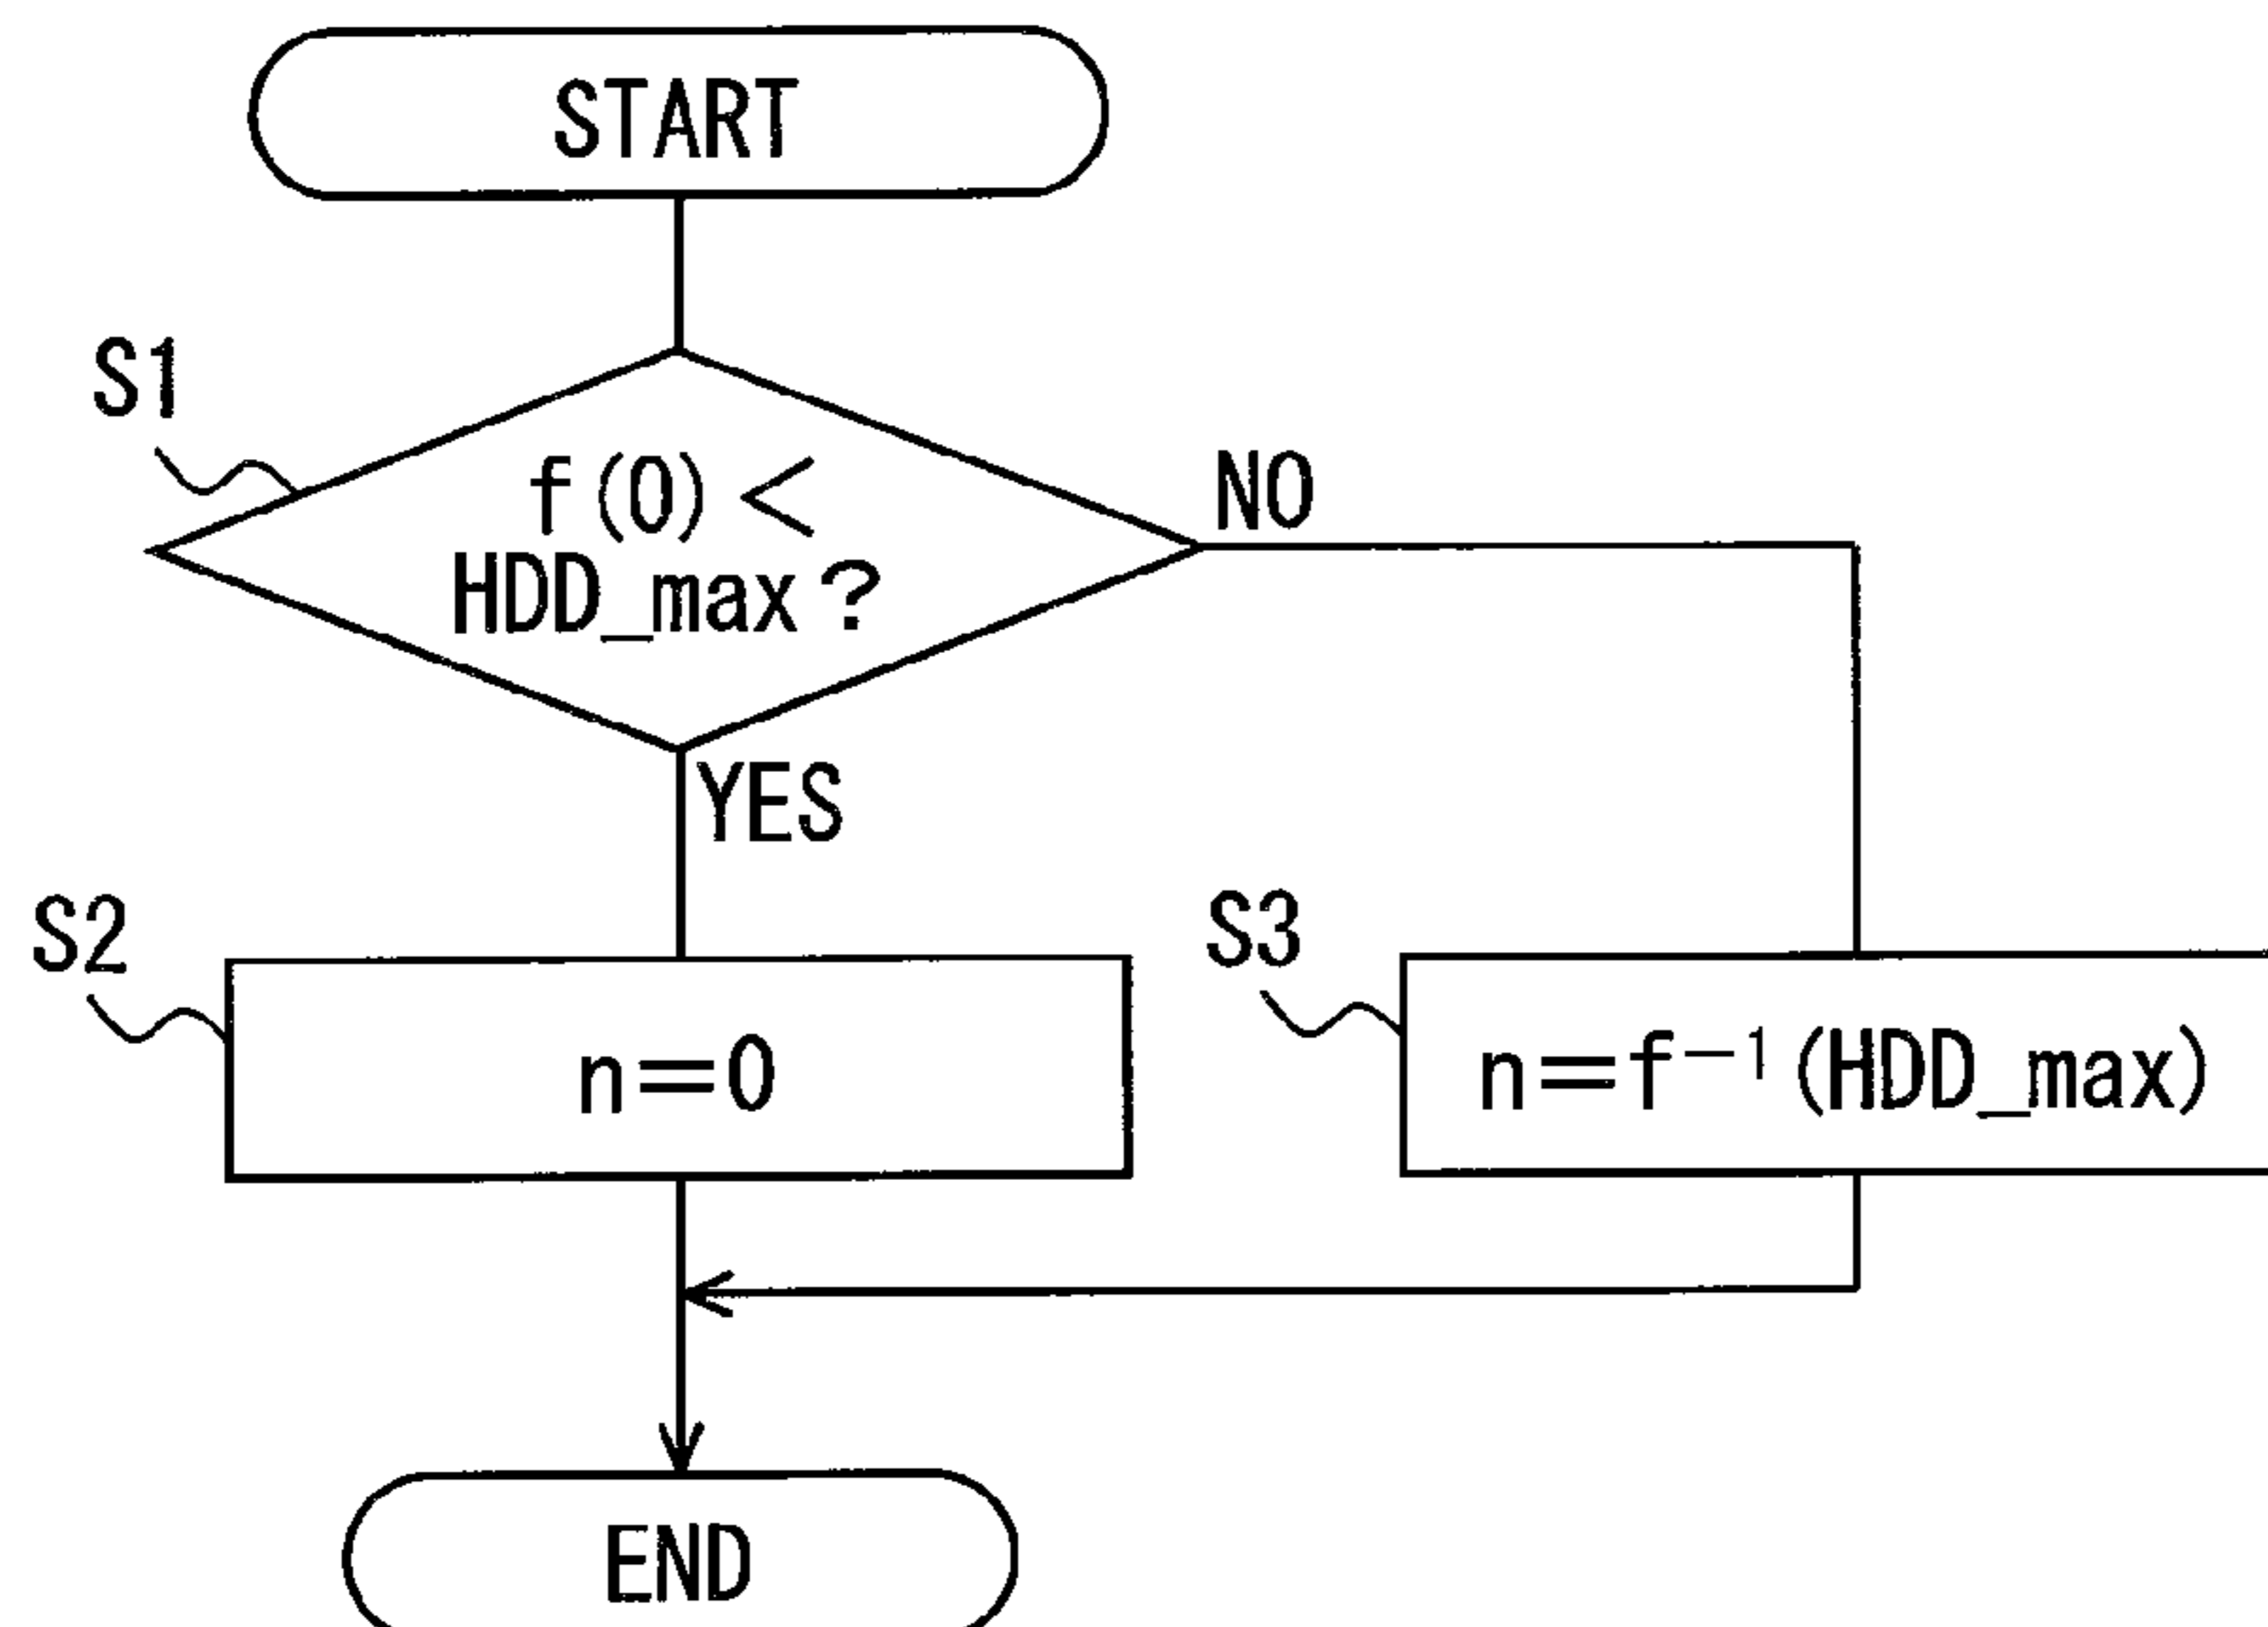 START
S1
f(0)<
HDD_max?
NO
YES
S2
n=0
S3
n=f⁻¹(HDD_max)
END